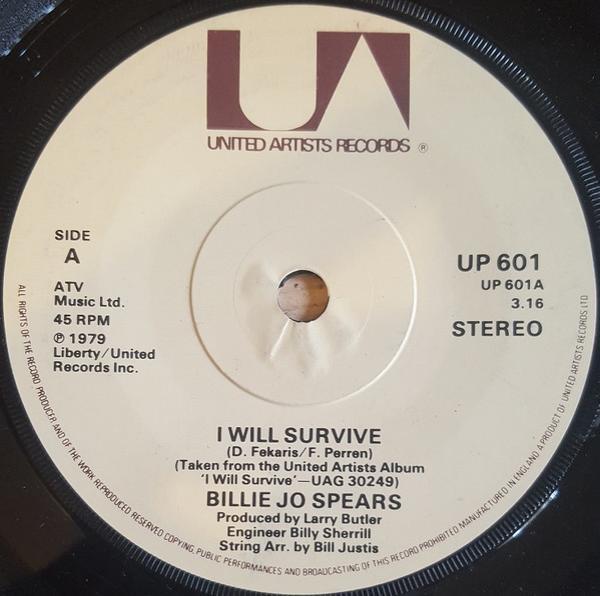 UA
UNITED ARTISTS RECORDS ®
SIDE
A
ATV
Music Ltd.
45 RPM
℗ 1979
Liberty/United
Records Inc.
UP 601
UP 601A
3.16
STEREO
I WILL SURVIVE
(D. Fekaris/F. Perren)
(Taken from the United Artists Album
'I Will Survive'—UAG 30249)
BILLIE JO SPEARS
Produced by Larry Butler
Engineer Billy Sherrill
String Arr. by Bill Justis
ALL RIGHTS OF THE RECORD PRODUCER AND OF THE WORK REPRODUCED RESERVED COPYING, PUBLIC PERFORMANCES AND BROADCASTING OF THIS RECORD PROHIBITED MANUFACTURED IN ENGLAND A PRODUCT OF UNITED ARTISTS RECORDS LTD